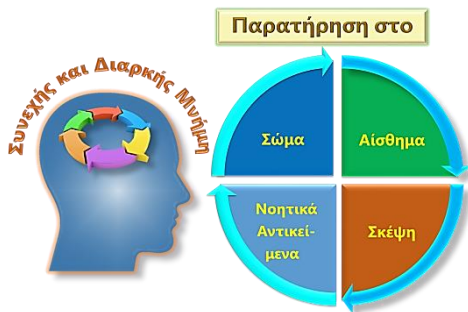 Παρατήρηση στο
Συνεχής και Διαρκής Μνήμη
Σώμα
Αίσθημα
Νοητικά
Αντικεί-
μενα
Σκέψη